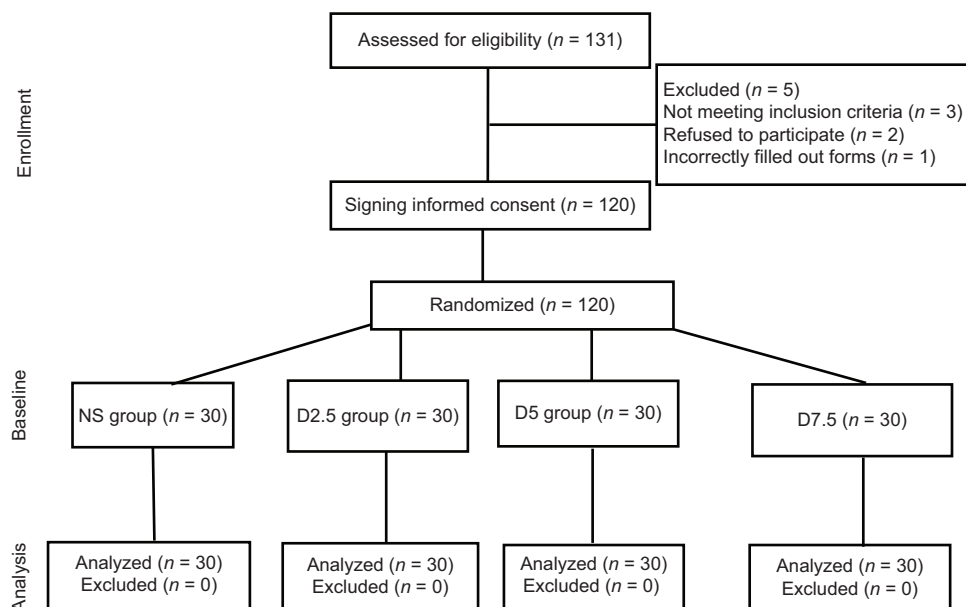 Assessed for eligibility (n = 131)
Enrollment
Excluded (n = 5)
Not meeting inclusion criteria (n = 3)
Refused to participate (n = 2)
Incorrectly filled out forms (n = 1)
Signing informed consent (n = 120)
Randomized (n = 120)
Baseline
NS group (n = 30)
D2.5 group (n = 30)
D5 group (n = 30)
D7.5 (n = 30)
Analysis
Analyzed (n = 30)
Excluded (n = 0)
Analyzed (n = 30)
Excluded (n = 0)
Analyzed (n = 30)
Excluded (n = 0)
Analyzed (n = 30)
Excluded (n = 0)